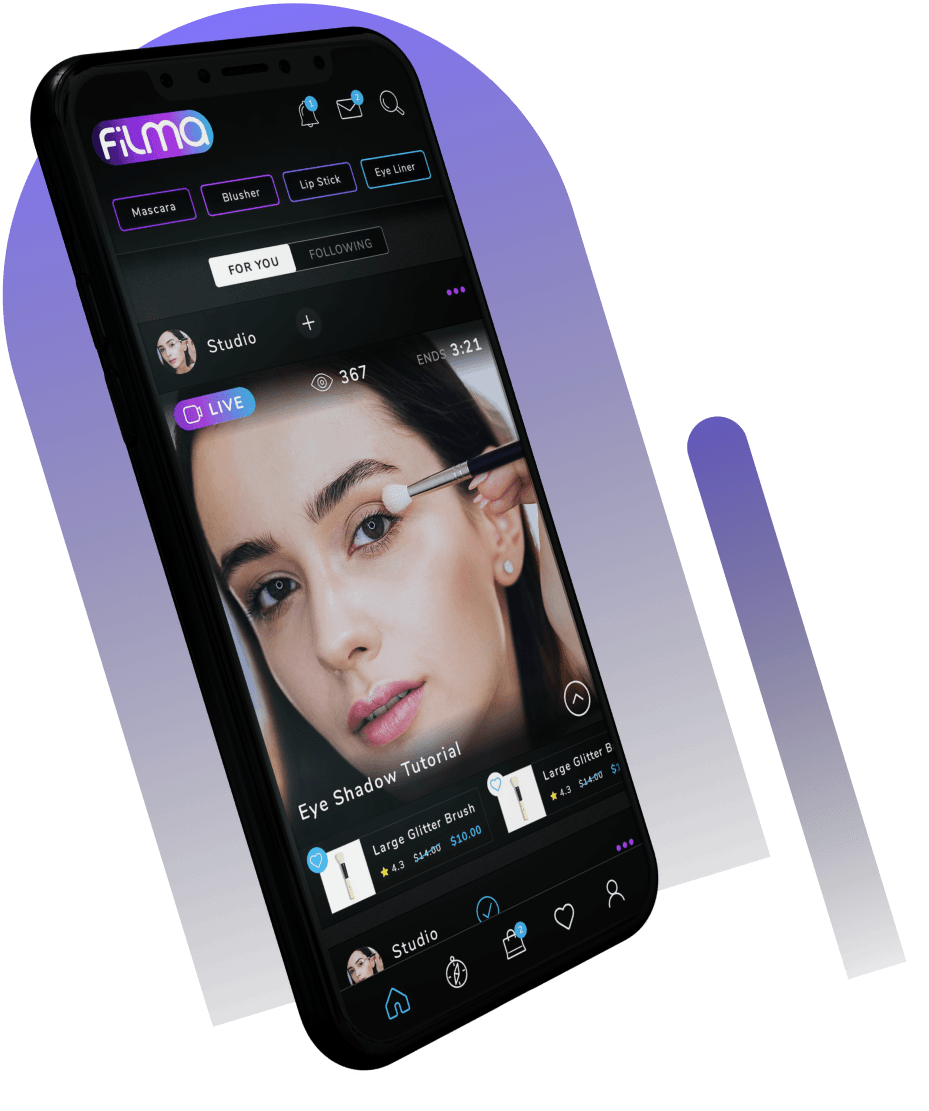 FiLMA
1
2
Mascara
Blusher
Lip Stick
Eye Liner
FOR YOU
FOLLOWING
Studio
LIVE
367
ENDS 3:21
Eye Shadow Tutorial
Large Glitter Brush
4.3 $14.00 $10.00
Large Glitter B
4.3 $14.00 $1
Studio
2